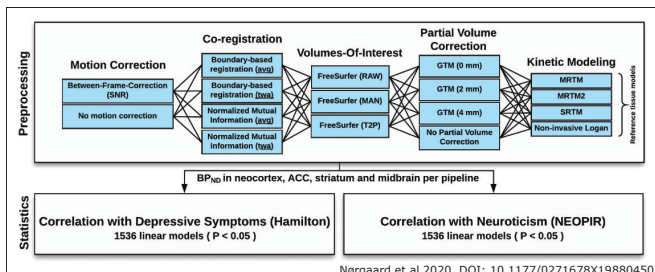 Preprocessing
Motion Correction
Between-Frame-Correction
(SNR)
No motion correction
Co-registration
Boundary-based
registration (avg)
Boundary-based
registration (twa)
Normalized Mutual
Information (avg)
Normalized Mutual
Information (twa)
Volumes-Of-Interest
FreeSurfer (RAW)
FreeSurfer (MAN)
FreeSurfer (T2P)
Partial Volume
Correction
GTM (0 mm)
GTM (2 mm)
GTM (4 mm)
No Partial Volume
Correction
Kinetic Modeling
MRTM
MRTM2
SRTM
Non-invasive Logan
Reference tissue models
BPND in neocortex, ACC, striatum and midbrain per pipeline
Statistics
Correlation with Depressive Symptoms (Hamilton)
1536 linear models ( P < 0.05 )
Correlation with Neuroticism (NEOPIR)
1536 linear models ( P < 0.05 )
Nørgaard et al 2020, DOI: 10.1177/0271678X19880450